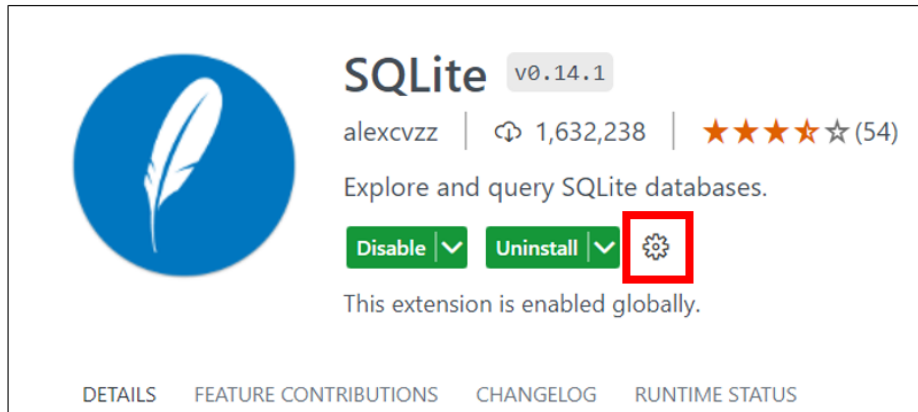 SQLite v0.14.1
alexcvzz 1,632,238 (54)
Explore and query SQLite databases.
Disable Uninstall
This extension is enabled globally.
DETAILS FEATURE CONTRIBUTIONS CHANGELOG RUNTIME STATUS